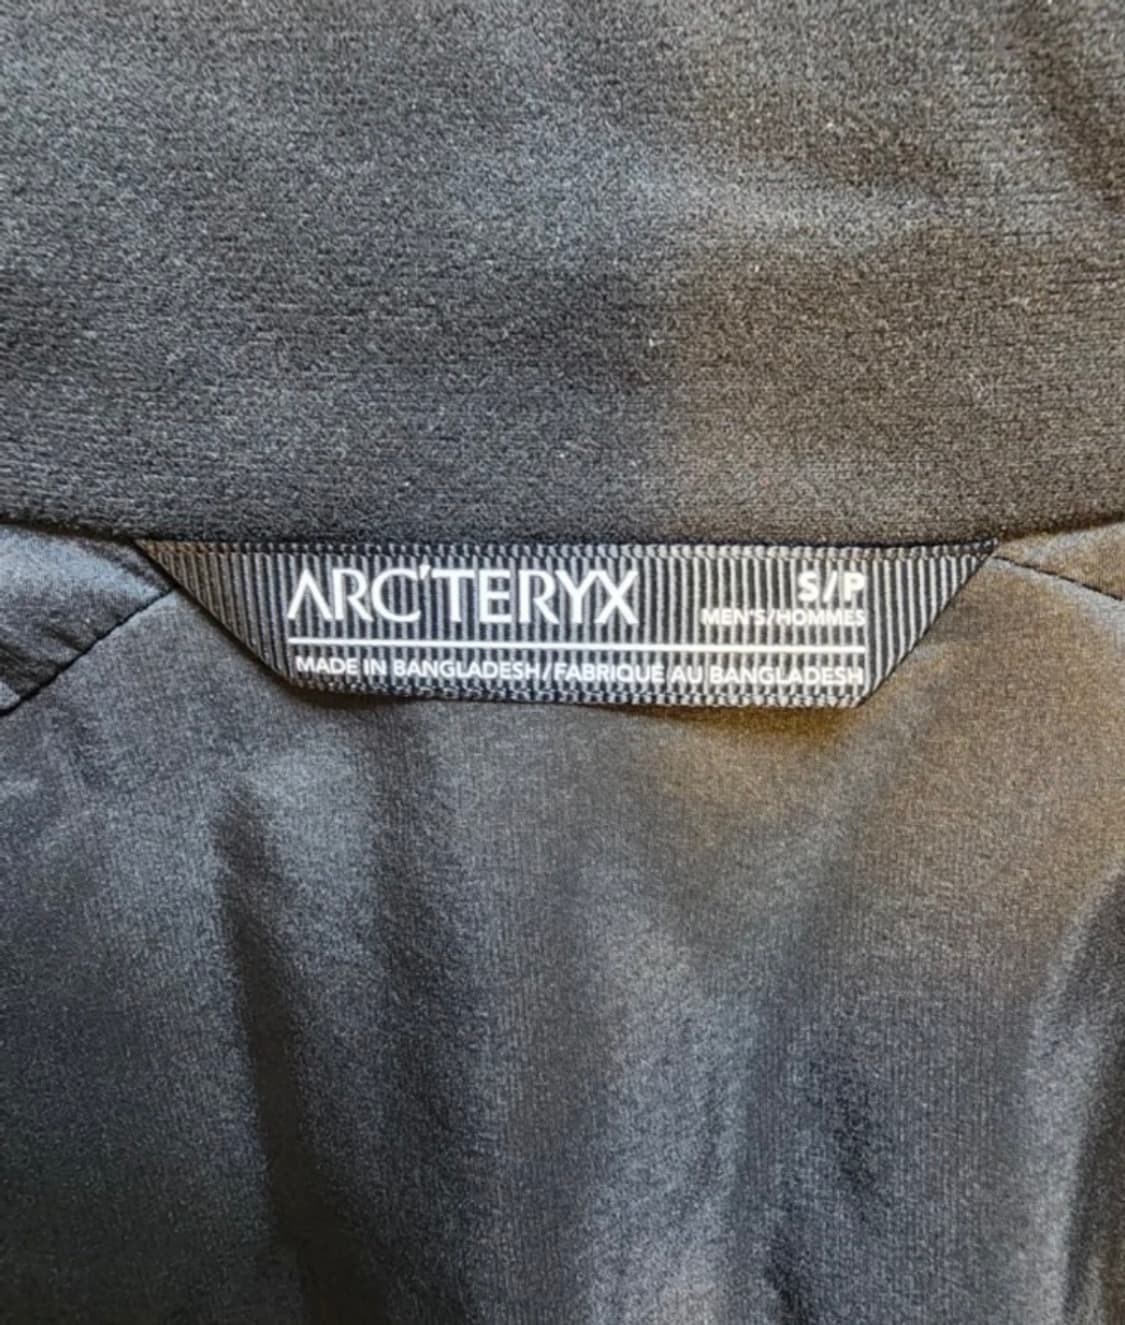 ARC'TERYX
S/P
MEN'S/HOMMES
MADE IN BANGLADESH/FABRIQUE AU BANGLADESH